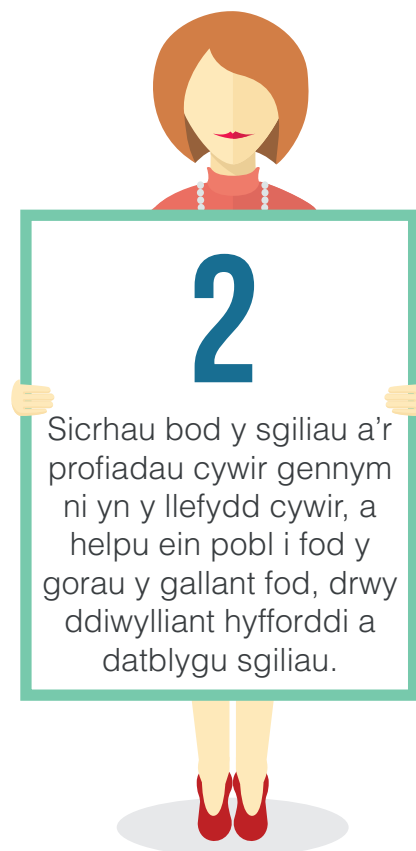 2
Sicrhau bod y sgiliau a’r
profiadau cywir gennym
ni yn y llefydd cywir, a
helpu ein pobl i fod y
gorau y gallant fod, drwy
ddiwylliant hyfforddi a
datblygu sgiliau.